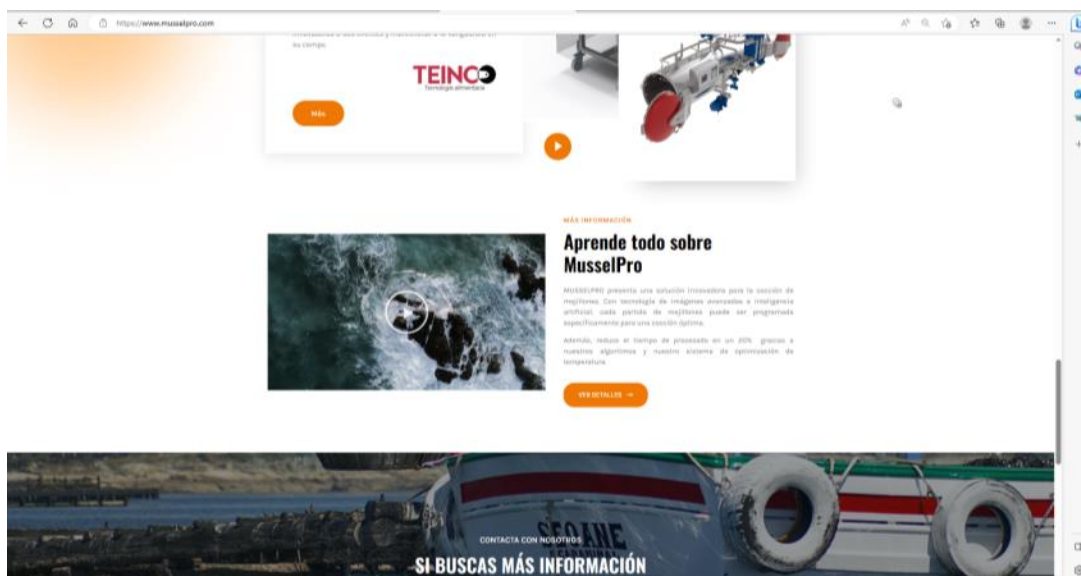 https://www.musselpro.com
su campo.
TEINCO
Tecnología alimentaria
Más
MÁS INFORMACIÓN
Aprende todo sobre
MusselPro
MUSSELPRO presenta una solución innovadora para la cocción de
mejillones. Con tecnología de imágenes avanzadas e inteligencia
artificial, cada partida de mejillones puede ser programada
específicamente para una cocción óptima.
Además, reduce el tiempo de procesado en un 20% gracias a
nuestros algoritmos y nuestro sistema de optimización de
temperatura.
VER DETALLES →
SEOANE
CONTACTA CON NOSOTROS
SI BUSCAS MÁS INFORMACIÓN